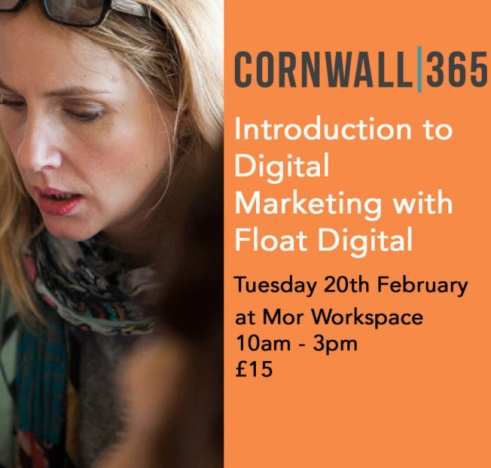 CORNWALL|365
Introduction to
Digital
Marketing with
Float Digital
Tuesday 20th February
at Mor Workspace
10am - 3pm
£15